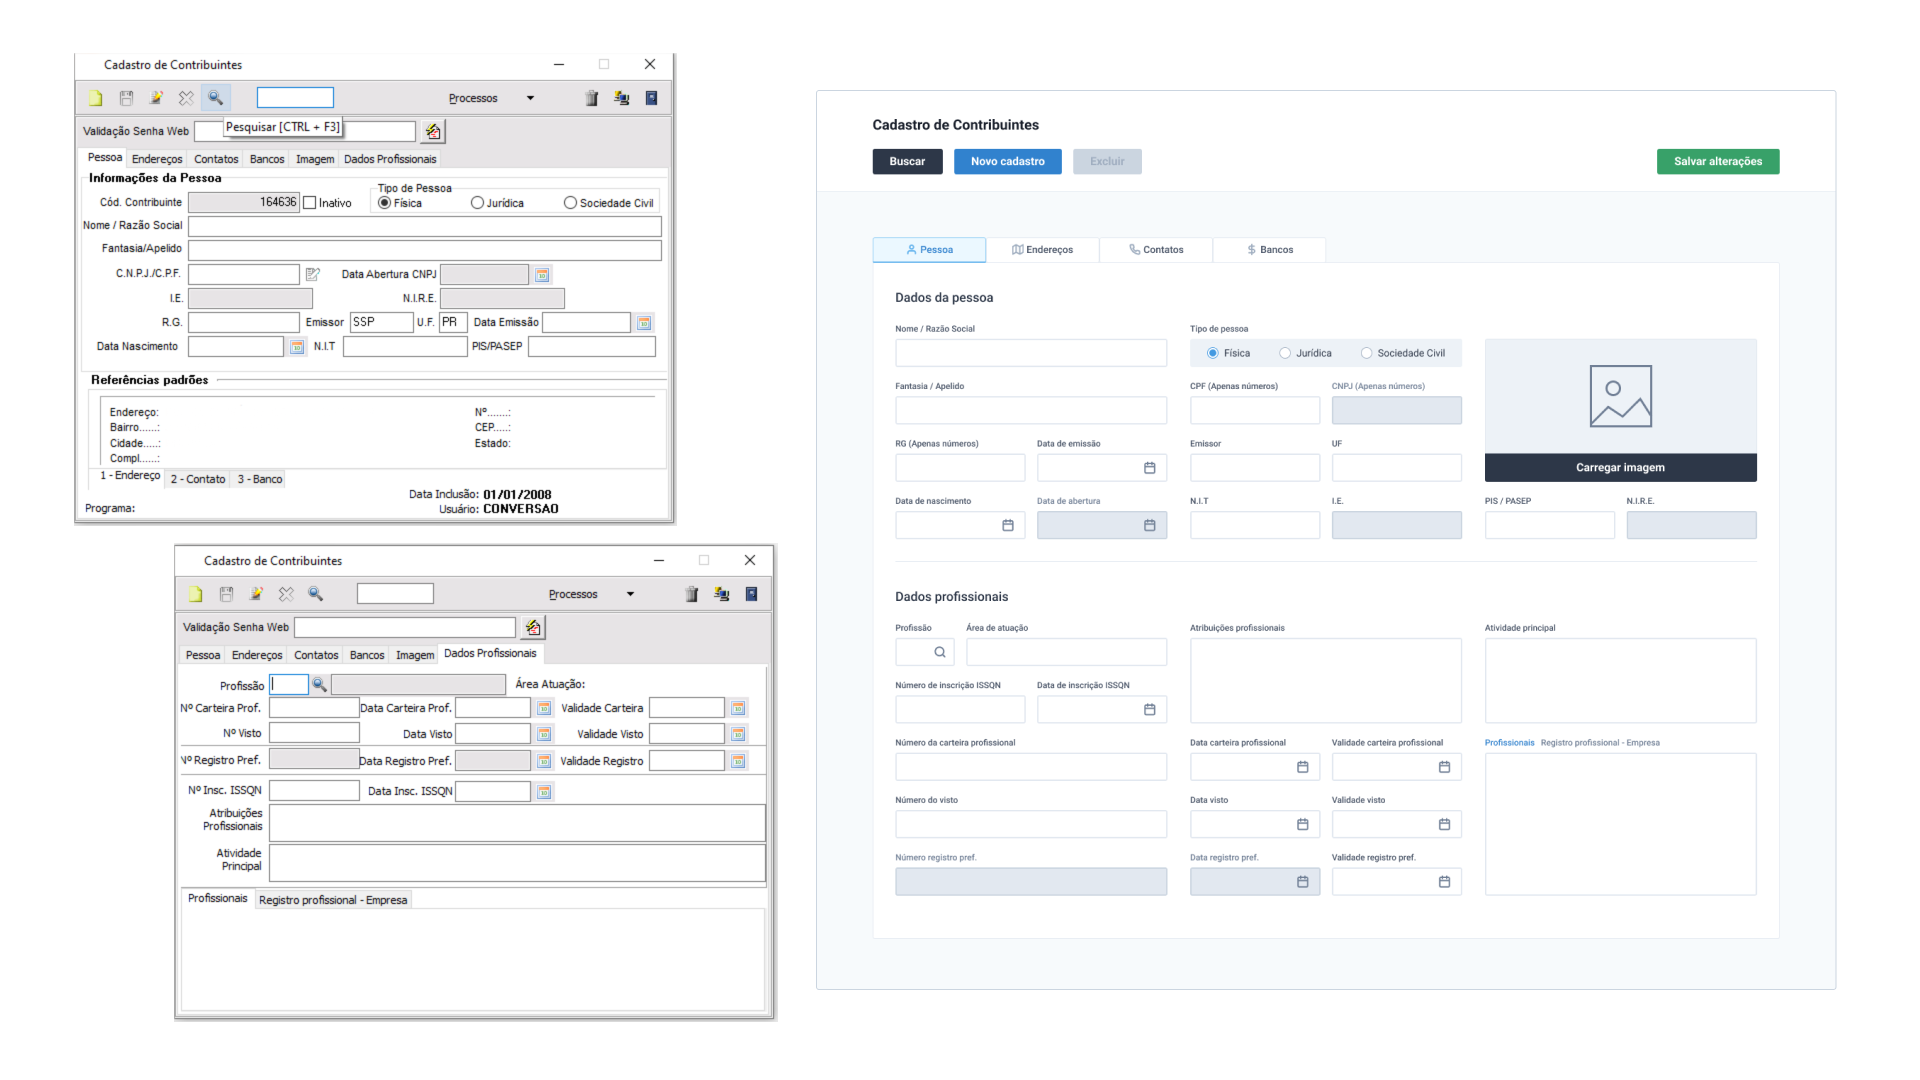 Cadastro de Contribuintes
Processos
Validação Senha Web
Pesquisar [CTRL + F3]
Pessoa Endereços Contatos Bancos Imagem Dados Profissionais
Informações da Pessoa
Tipo de Pessoa
Cód. Contribuinte 164636 Inativo Física Jurídica Sociedade Civil
Nome / Razão Social
Fantasia/Apelido
C.N.P.J./C.P.F. Data Abertura CNPJ
I.E. N.I.R.E.
R.G. Emissor SSP U.F. PR Data Emissão
Data Nascimento N.I.T PIS/PASEP
Referências padrões
Endereço: Nº.......:
Bairro......: CEP.....:
Cidade.....: Estado:
Compl......:
1 - Endereço 2 - Contato 3 - Banco
Data Inclusão: 01/01/2008
Programa: Usuário: CONVERSAO
Cadastro de Contribuintes
Processos
Validação Senha Web
Pessoa Endereços Contatos Bancos Imagem Dados Profissionais
Profissão Área Atuação:
Nº Carteira Prof. Data Carteira Prof. Validade Carteira
Nº Visto Data Visto Validade Visto
Nº Registro Pref. Data Registro Pref. Validade Registro
Nº Insc. ISSQN Data Insc. ISSQN
Atribuições
Profissionais
Atividade
Principal
Profissionais Registro profissional - Empresa
Cadastro de Contribuintes
Buscar Novo cadastro Excluir Salvar alterações
Pessoa Endereços Contatos Bancos
Dados da pessoa
Nome / Razão Social Tipo de pessoa
Física Jurídica Sociedade Civil
Fantasia / Apelido CPF (Apenas números) CNPJ (Apenas números)
RG (Apenas números) Data de emissão Emissor UF
Carregar imagem
Data de nascimento Data de abertura N.I.T I.E. PIS / PASEP N.I.R.E.
Dados profissionais
Profissão Área de atuação Atribuições profissionais Atividade principal
Número de inscrição ISSQN Data de inscrição ISSQN
Número da carteira profissional Data carteira profissional Validade carteira profissional Profissionais Registro profissional - Empresa
Número do visto Data visto Validade visto
Número registro pref. Data registro pref. Validade registro pref.